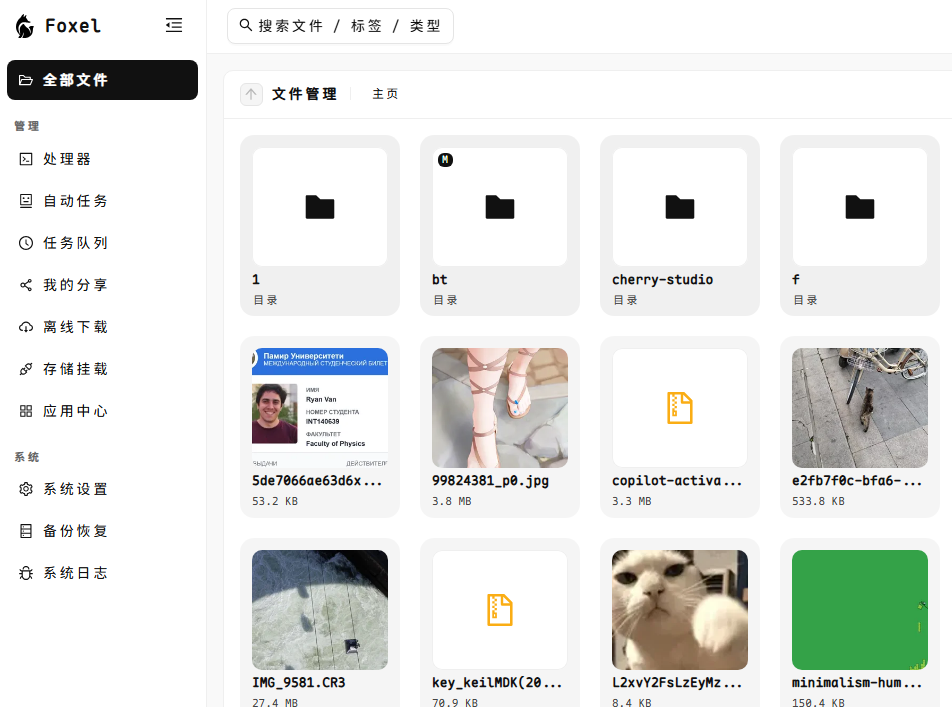 Foxel
搜索文件 / 标签 / 类型
全部文件
管理
处理器
自动任务
任务队列
我的分享
离线下载
存储挂载
应用中心
系统
系统设置
备份恢复
系统日志
文件管理
主页
1
目录
M
bt
目录
cherry-studio
目录
f
目录
Памир Университети
МЕЖДУНАРОДНЫЙ СТУДЕНЧЕСКИЙ БИЛЕТ
ИМЯ
Ryan Van
НОМЕР СТУДЕНТА
INT140639
ФАКУЛЬТЕТ
Faculty of Physics
ВЫДАЧИ
ДЕЙСТВИТЕЛ
5de7066ae63d6x...
53.2 KB
99824381_p0.jpg
3.8 MB
copilot-activa...
3.3 MB
e2fb7f0c-bfa6-...
533.8 KB
IMG_9581.CR3
27.4 MB
key_keilMDK(20...
70.9 KB
L2xvY2FsLzEyMz...
8.4 KB
minimalism-hum...
150.4 KB